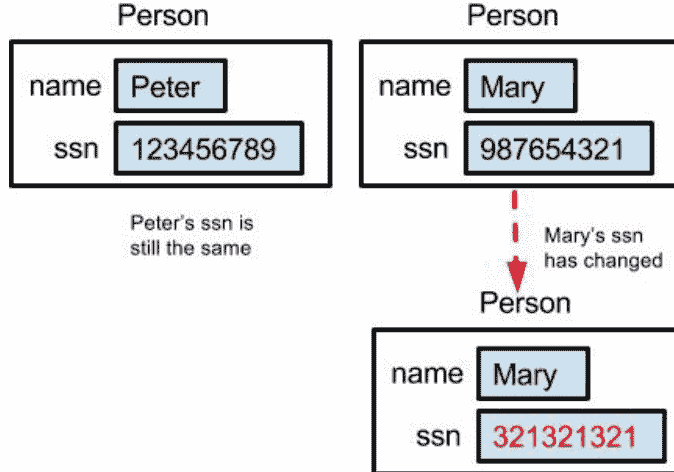 Person
name Peter
ssn 123456789
Peter's ssn is
still the same
Person
name Mary
ssn 987654321
Mary's ssn
has changed
Person
name Mary
ssn 321321321